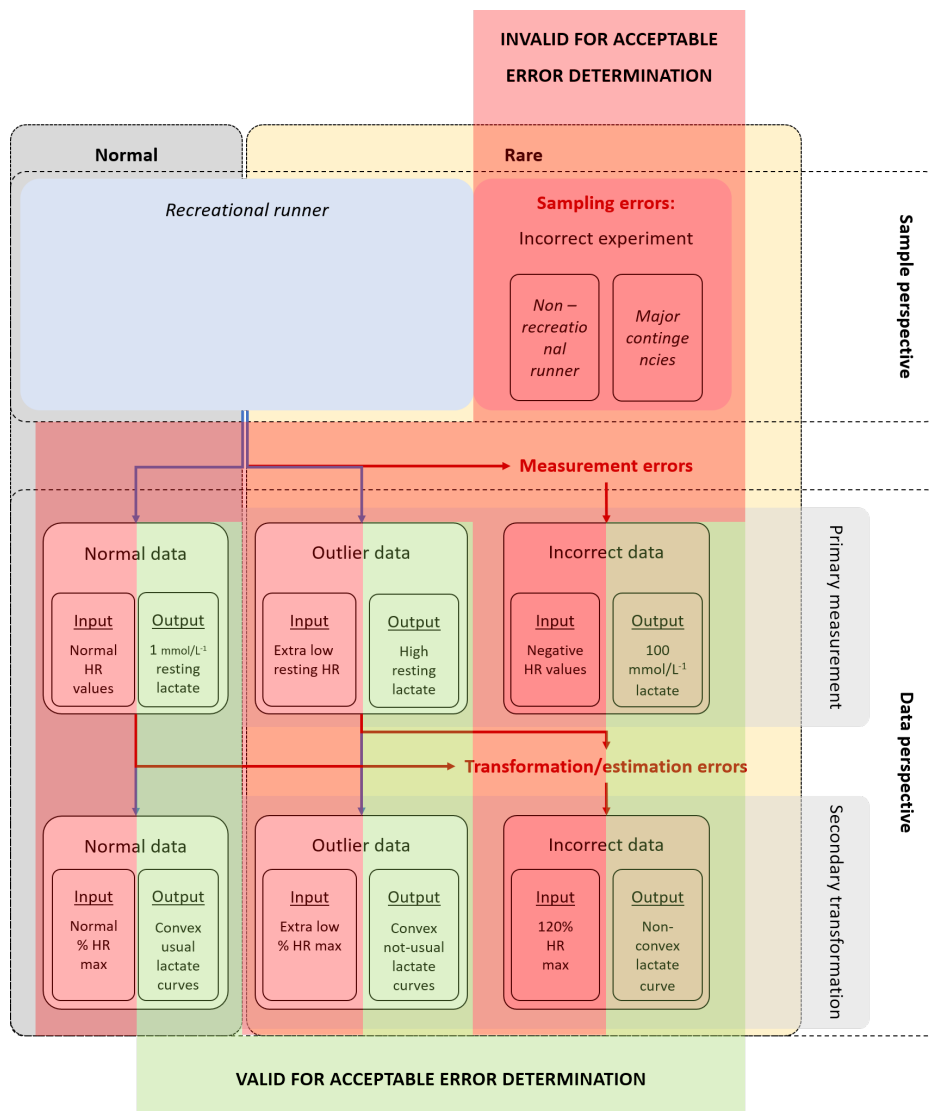 INVALID FOR ACCEPTABLE
ERROR DETERMINATION
Normal
Rare
Recreational runner
Sampling errors:
Incorrect experiment
Non –
recreatio
nal
runner
Major
continge
ncies
Sample perspective
Measurement errors
Normal data
Input
Normal
HR
values
Output
1 mmol/L-1
resting
lactate
Outlier data
Input
Extra low
resting HR
Output
High
resting
lactate
Incorrect data
Input
Negative
HR values
Output
100
mmol/L-1
lactate
Primary measurement
Data perspective
Transformation/estimation errors
Normal data
Input
Normal
% HR
max
Output
Convex
usual
lactate
curves
Outlier data
Input
Extra low
% HR max
Output
Convex
not-usual
lactate
curves
Incorrect data
Input
120%
HR
max
Output
Non-
convex
lactate
curve
Secondary transformation
VALID FOR ACCEPTABLE ERROR DETERMINATION